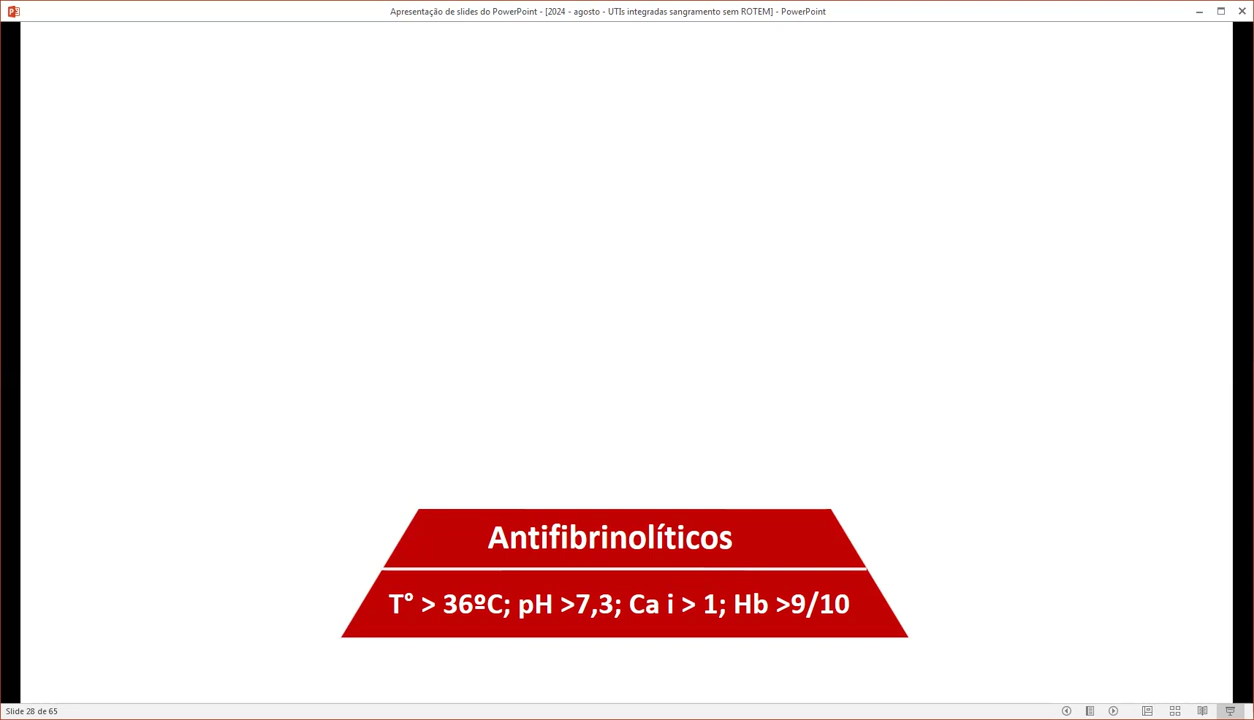 Apresentação de slides do PowerPoint - [2024 - agosto - UTIs integradas sangramento sem ROTEM] - PowerPoint
Antifibrinolíticos
T° > 36ºC; pH >7,3; Ca i > 1; Hb >9/10
Slide 28 de 65